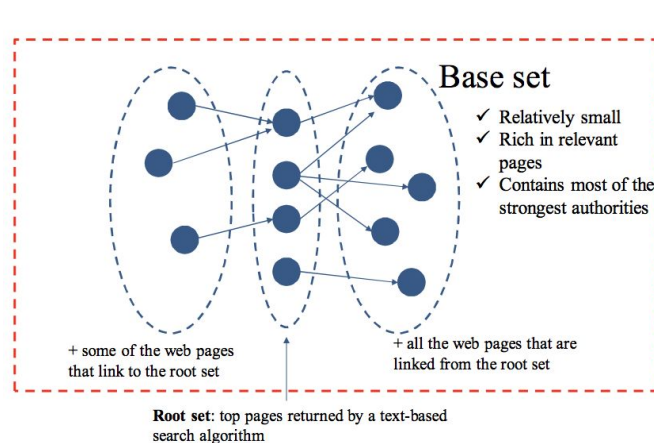 Base set
✓ Relatively small
✓ Rich in relevant
pages
✓ Contains most of the
strongest authorities
+ some of the web pages
that link to the root set
+ all the web pages that are
linked from the root set
Root set: top pages returned by a text-based
search algorithm